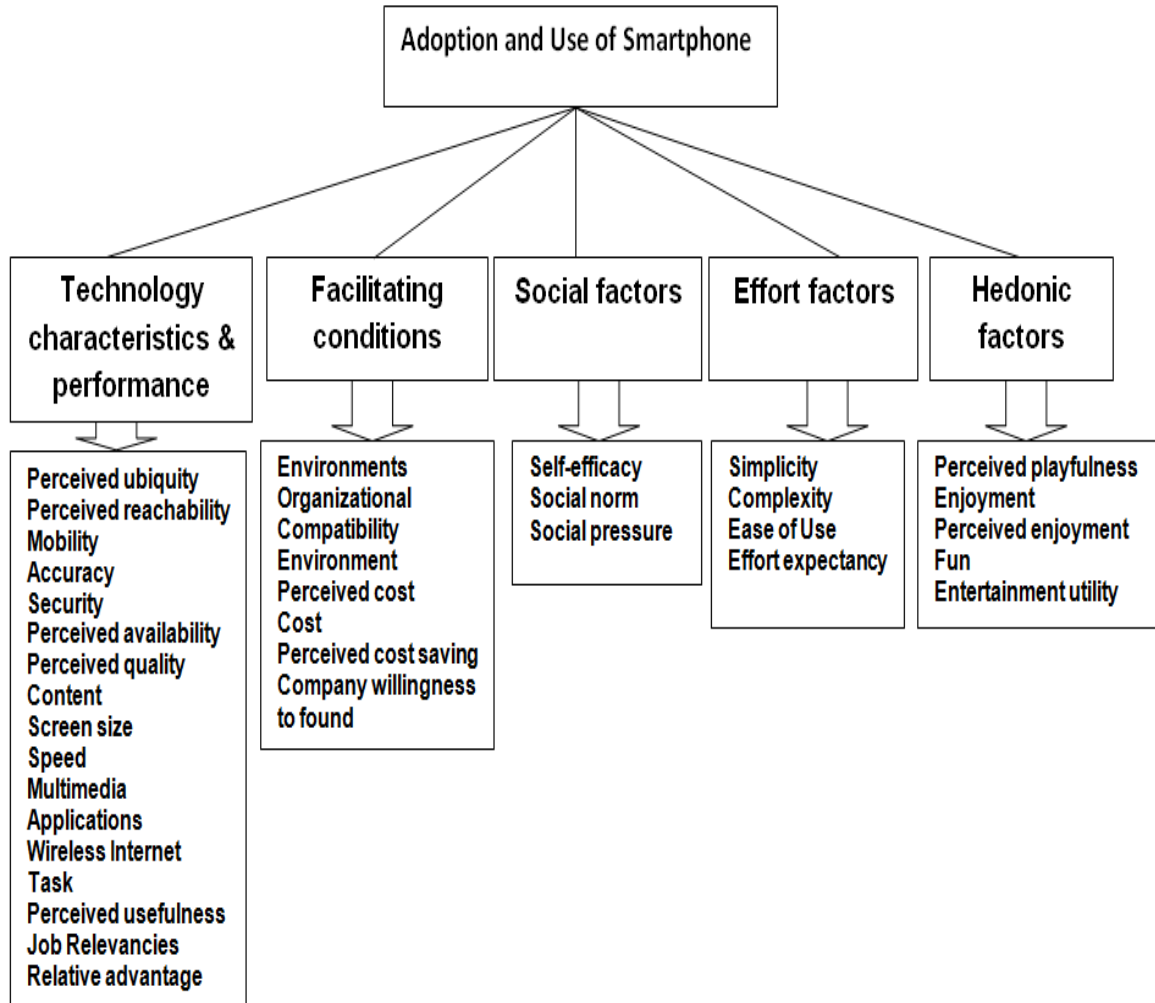 Adoption and Use of Smartphone
Technology
characteristics &
performance
Facilitating
conditions
Social factors
Effort factors
Hedonic
factors
Perceived ubiquity
Perceived reachability
Mobility
Accuracy
Security
Perceived availability
Perceived quality
Content
Screen size
Speed
Multimedia
Applications
Wireless Internet
Task
Perceived usefulness
Job Relevancies
Relative advantage
Environments
Organizational
Compatibility
Environment
Perceived cost
Cost
Perceived cost saving
Company willingness
to found
Self-efficacy
Social norm
Social pressure
Simplicity
Complexity
Ease of Use
Effort expectancy
Perceived playfulness
Enjoyment
Perceived enjoyment
Fun
Entertainment utility